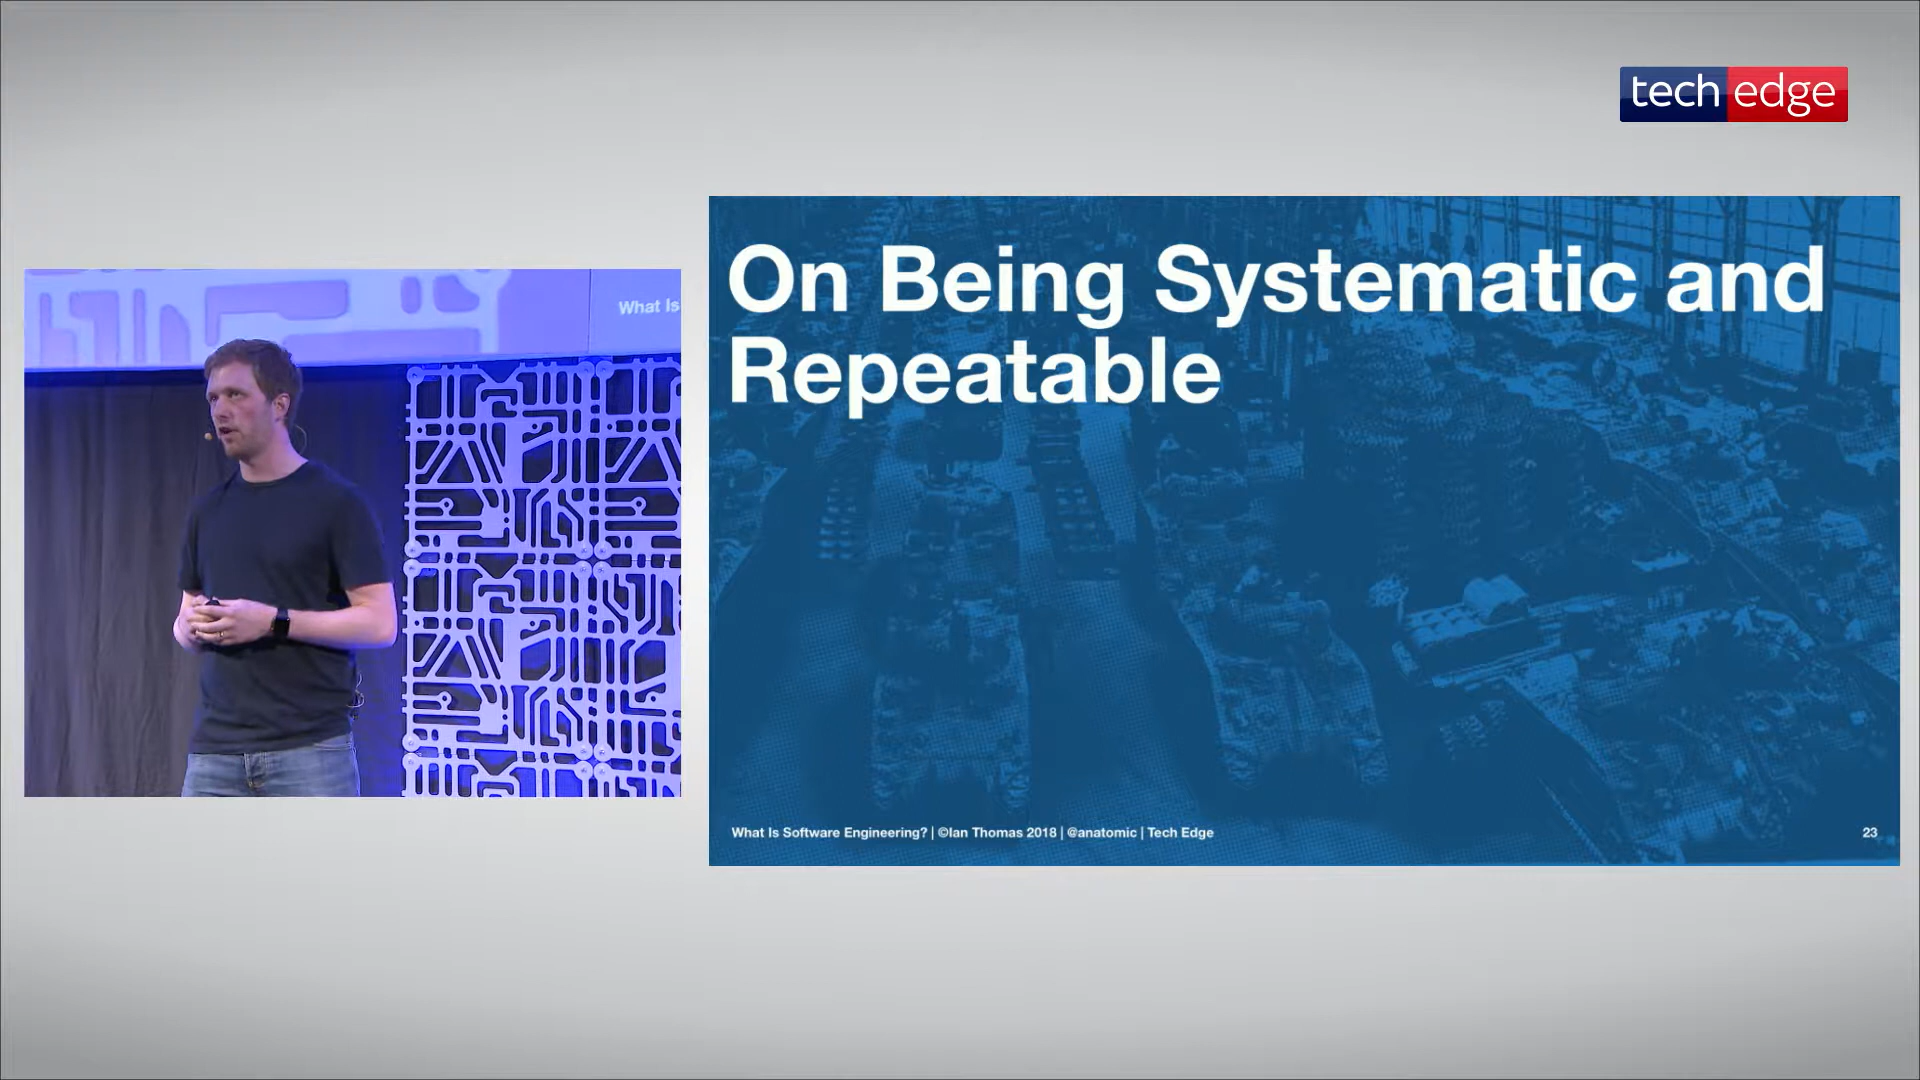 tech edge
What Is
On Being Systematic and
Repeatable
What Is Software Engineering? | ©Ian Thomas 2018 | @anatomic | Tech Edge
23